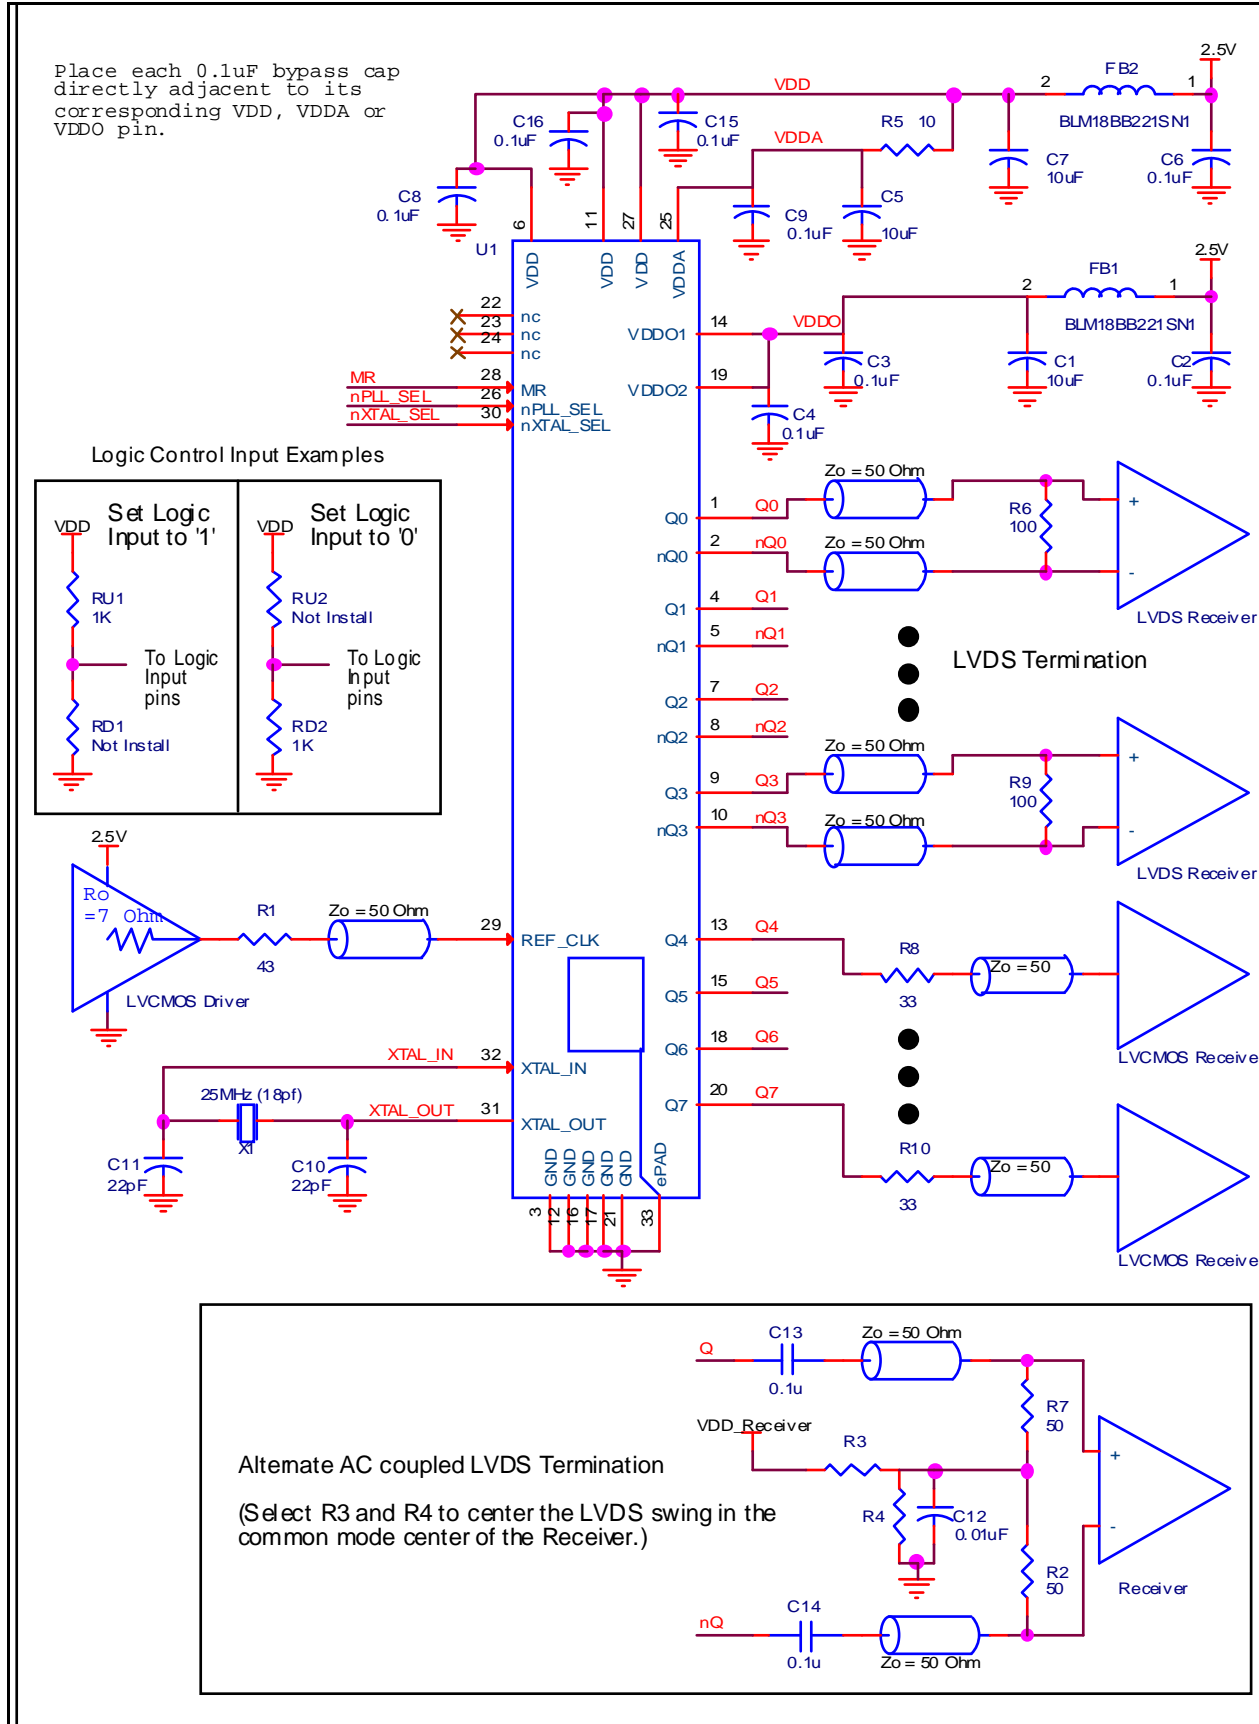 Place each 0.1uF bypass cap
directly adjacent to its
corresponding VDD, VDDA or
VDDO pin.
2.5V
VDD
2
FB2
1
BLM18BB221SN1
C16
0.1uF
C15
0.1uF
R5 10
VDDA
C7
10uF
C6
0.1uF
C8
0.1uF
C9
0.1uF
C5
10uF
6
11
27
25
U1
VDD
VDD
VDD
VDDA
2.5V
2
FB1
1
BLM18BB221SN1
22
nc
23
nc
24
nc
14
VDDO
VDDO1
C3
0.1uF
C1
10uF
C2
0.1uF
19
VDDO2
MR
28
MR
nPLL_SEL
26
nPLL_SEL
nXTAL_SEL
30
nXTAL_SEL
C4
0.1uF
Logic Control Input Examples
VDD
Set Logic
Input to '1'
RU1
1K
To Logic
Input
pins
RD1
Not Install
VDD
Set Logic
Input to '0'
RU2
Not Install
To Logic
Input
pins
RD2
1K
Zo = 50 Ohm
Q0
1
Q0
nQ0
2
nQ0
Zo = 50 Ohm
R6
100
+
-
LVDS Receiver
Q1
4
Q1
nQ1
5
nQ1
LVDS Termination
Q2
7
Q2
nQ2
8
nQ2
Zo = 50 Ohm
Q3
9
Q3
nQ3
10
nQ3
Zo = 50 Ohm
R9
100
+
-
LVDS Receiver
2.5V
Ro
=7 Ohm
LVCMOS Driver
R1
43
Zo = 50 Ohm
29
REF_CLK
Q4
13
Q4
R8
33
Zo = 50
LVCMOS Receive
Q5
15
Q5
Q6
18
Q6
Q7
20
Q7
R10
33
Zo = 50
LVCMOS Receive
XTAL_IN
32
XTAL_IN
25MHz (18pf)
X1
XTAL_OUT
31
XTAL_OUT
C11
22pF
C10
22pF
GND
GND
GND
GND
GND
ePAD
3
12
16
17
21
33
Q
C13
0.1u
Zo = 50 Ohm
R7
50
VDD_Receiver
R3
R4
C12
0.01uF
+
-
Receiver
R2
50
Alternate AC coupled LVDS Termination
(Select R3 and R4 to center the LVDS swing in the
common mode center of the Receiver.)
nQ
C14
0.1u
Zo = 50 Ohm